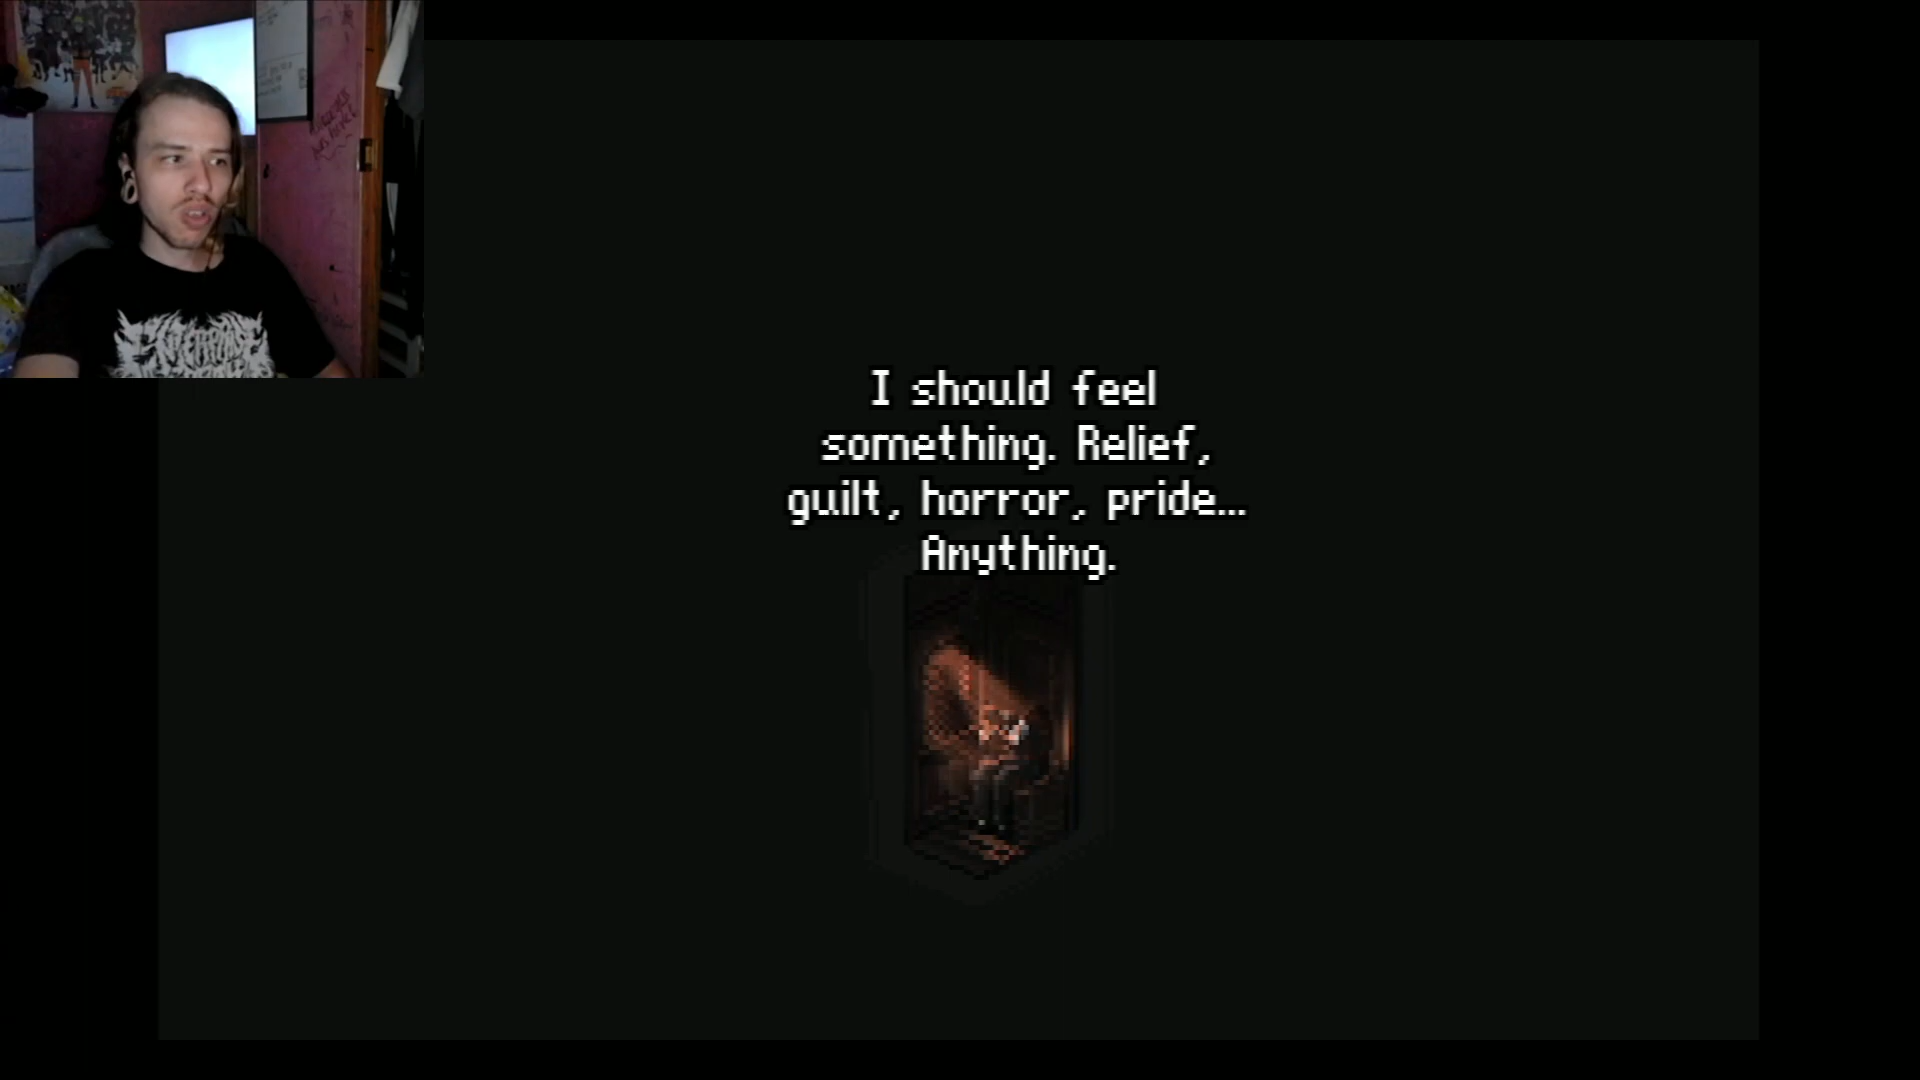 I should feel
something. Relief,
guilt, horror, pride...
Anything.